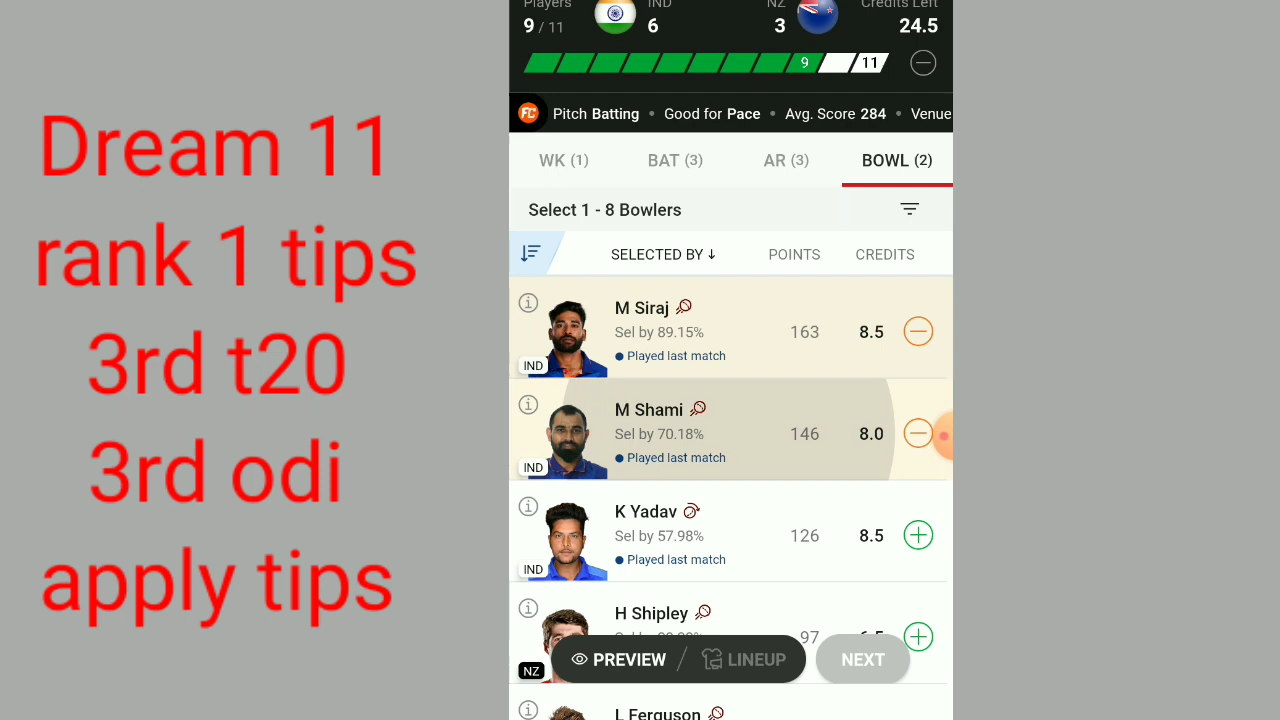 Dream 11
rank 1 tips
3rd t20
3rd odi
apply tips
Players IND NZ Credits Left
9 / 11 6 3 24.5
9 11
FC Pitch Batting • Good for Pace • Avg. Score 284 • Venue
WK (1) BAT (3) AR (3) BOWL (2)
Select 1 - 8 Bowlers
SELECTED BY ↓ POINTS CREDITS
M Siraj
Sel by 89.15% 163 8.5
Played last match
IND
M Shami
Sel by 70.18% 146 8.0
Played last match
IND
K Yadav
Sel by 57.98% 126 8.5
Played last match
IND
H Shipley
Sel by 97
NZ
PREVIEW / LINEUP NEXT
L Ferguson